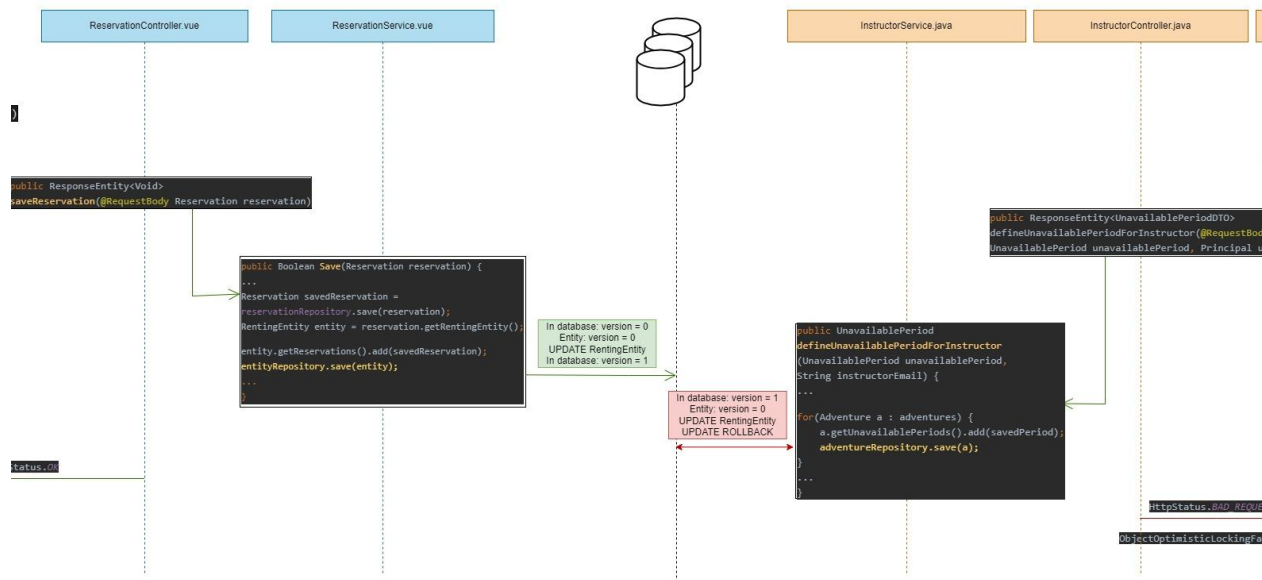 ReservationController.vue
ReservationService.vue
InstructorService.java
InstructorController.java
)
public ResponseEntity<Void>
saveReservation(@RequestBody Reservation reservation)
public Boolean Save(Reservation reservation) {
...
Reservation savedReservation =
reservationRepository.save(reservation);
RentingEntity entity = reservation.getRentingEntity();
entity.getReservations().add(savedReservation);
entityRepository.save(entity);
...
}
In database: version = 0
Entity: version = 0
UPDATE RentingEntity
In database: version = 1
In database: version = 1
Entity: version = 0
UPDATE RentingEntity
UPDATE ROLLBACK
public ResponseEntity<UnavailablePeriodDTO>
defineUnavailablePeriodForInstructor(@RequestBod
UnavailablePeriod unavailablePeriod, Principal u
public UnavailablePeriod
defineUnavailablePeriodForInstructor
(UnavailablePeriod unavailablePeriod,
String instructorEmail) {
...
for(Adventure a : adventures) {
a.getUnavailablePeriods().add(savedPeriod);
adventureRepository.save(a);
}
...
}
Status.OK
HttpStatus.BAD_REQUE
ObjectOptimisticLockingFa